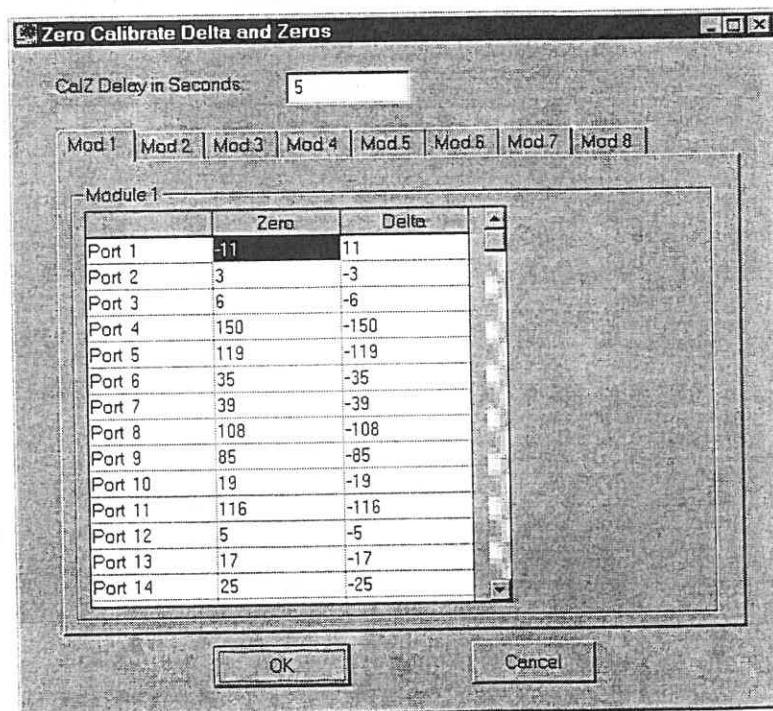 Zero Calibrate Delta and Zeros
CalZ Delay in Seconds: 5
Mod 1 Mod 2 Mod 3 Mod 4 Mod 5 Mod 6 Mod 7 Mod 8
Module 1
Zero Delta
Port 1 -11 11
Port 2 3 -3
Port 3 6 -6
Port 4 150 -150
Port 5 119 -119
Port 6 35 -35
Port 7 39 -39
Port 8 108 -108
Port 9 85 -85
Port 10 19 -19
Port 11 116 -116
Port 12 5 -5
Port 13 17 -17
Port 14 25 -25
OK Cancel